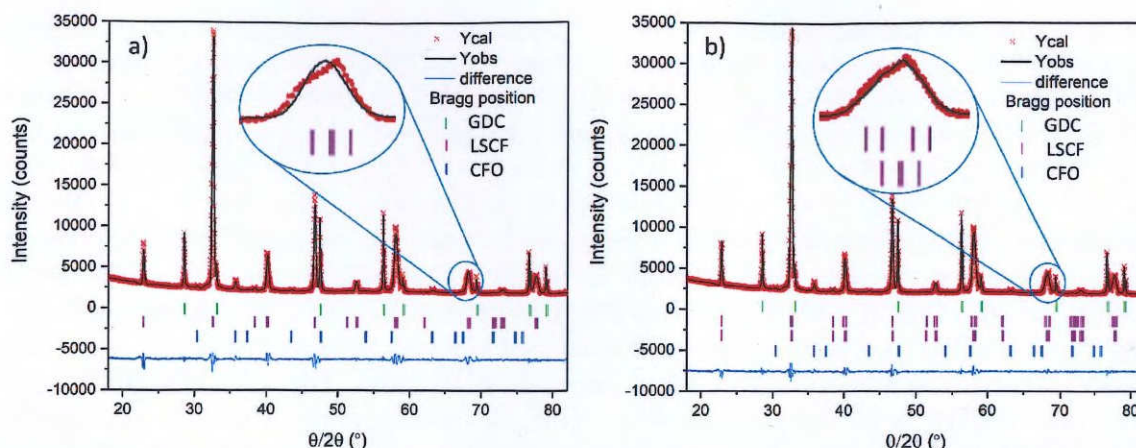 a)
Intensity (counts)
35000
30000
25000
20000
15000
10000
5000
0
-5000
-10000
20 30 40 50 60 70 80
θ/2θ (°)
Ycal
Yobs
difference
Bragg position
GDC
LSCF
CFO
b)
Intensity (counts)
35000
30000
25000
20000
15000
10000
5000
0
-5000
-10000
20 30 40 50 60 70 80
θ/2θ (°)
Ycal
Yobs
difference
Bragg position
GDC
LSCF
CFO